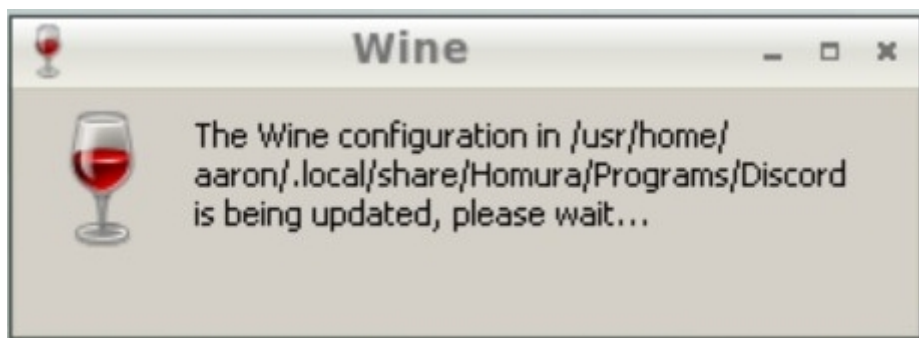 Wine
The Wine configuration in /usr/home/
aaron/.local/share/Homura/Programs/Discord
is being updated, please wait...